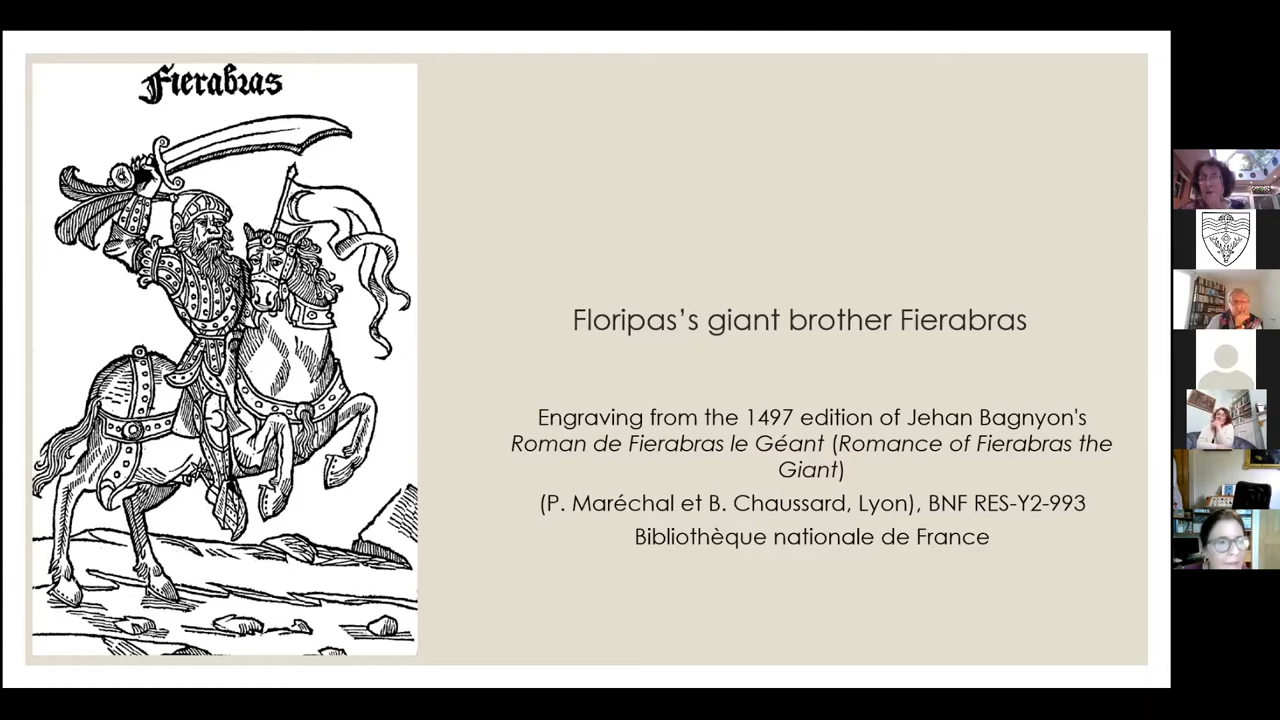 Fierabras
Floripas’s giant brother Fierabras
Engraving from the 1497 edition of Jehan Bagnyon's
Roman de Fierabras le Géant (Romance of Fierabras the
Giant)
(P. Maréchal et B. Chaussard, Lyon), BNF RES-Y2-993
Bibliothèque nationale de France